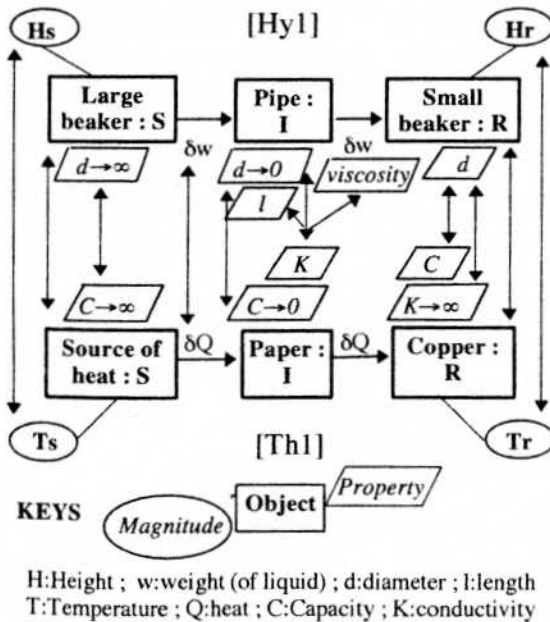 Hs [Hy1] Hr
Large beaker : S
Pipe : I
Small beaker : R
δw
δw
d→∞
d→0
viscosity
d
l
K
C
C→∞
C→0
K→∞
Source of heat : S
δQ
Paper : I
δQ
Copper : R
Ts [Th1] Tr
KEYS
Magnitude
Object
Property
H:Height ; w:weight (of liquid) ; d:diameter ; l:length
T:Temperature ; Q:heat ; C:Capacity ; K:conductivity